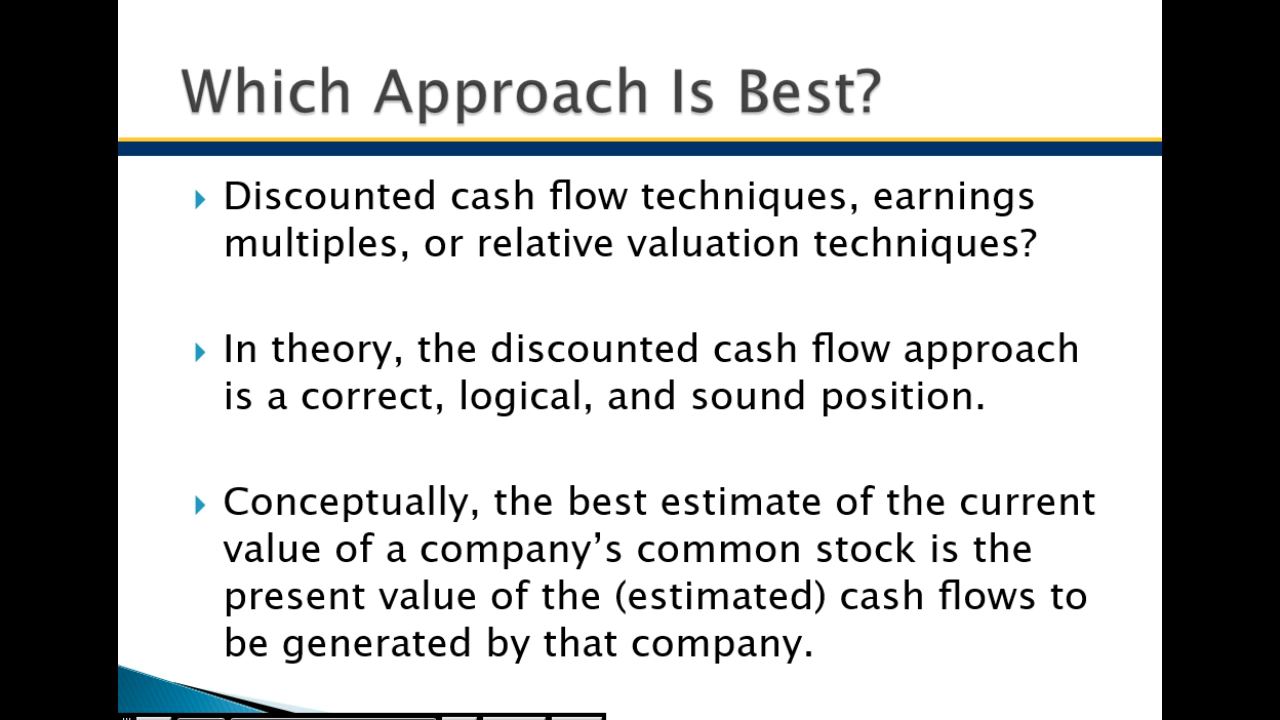 Which Approach Is Best?
Discounted cash flow techniques, earnings
multiples, or relative valuation techniques?
In theory, the discounted cash flow approach
is a correct, logical, and sound position.
Conceptually, the best estimate of the current
value of a company’s common stock is the
present value of the (estimated) cash flows to
be generated by that company.